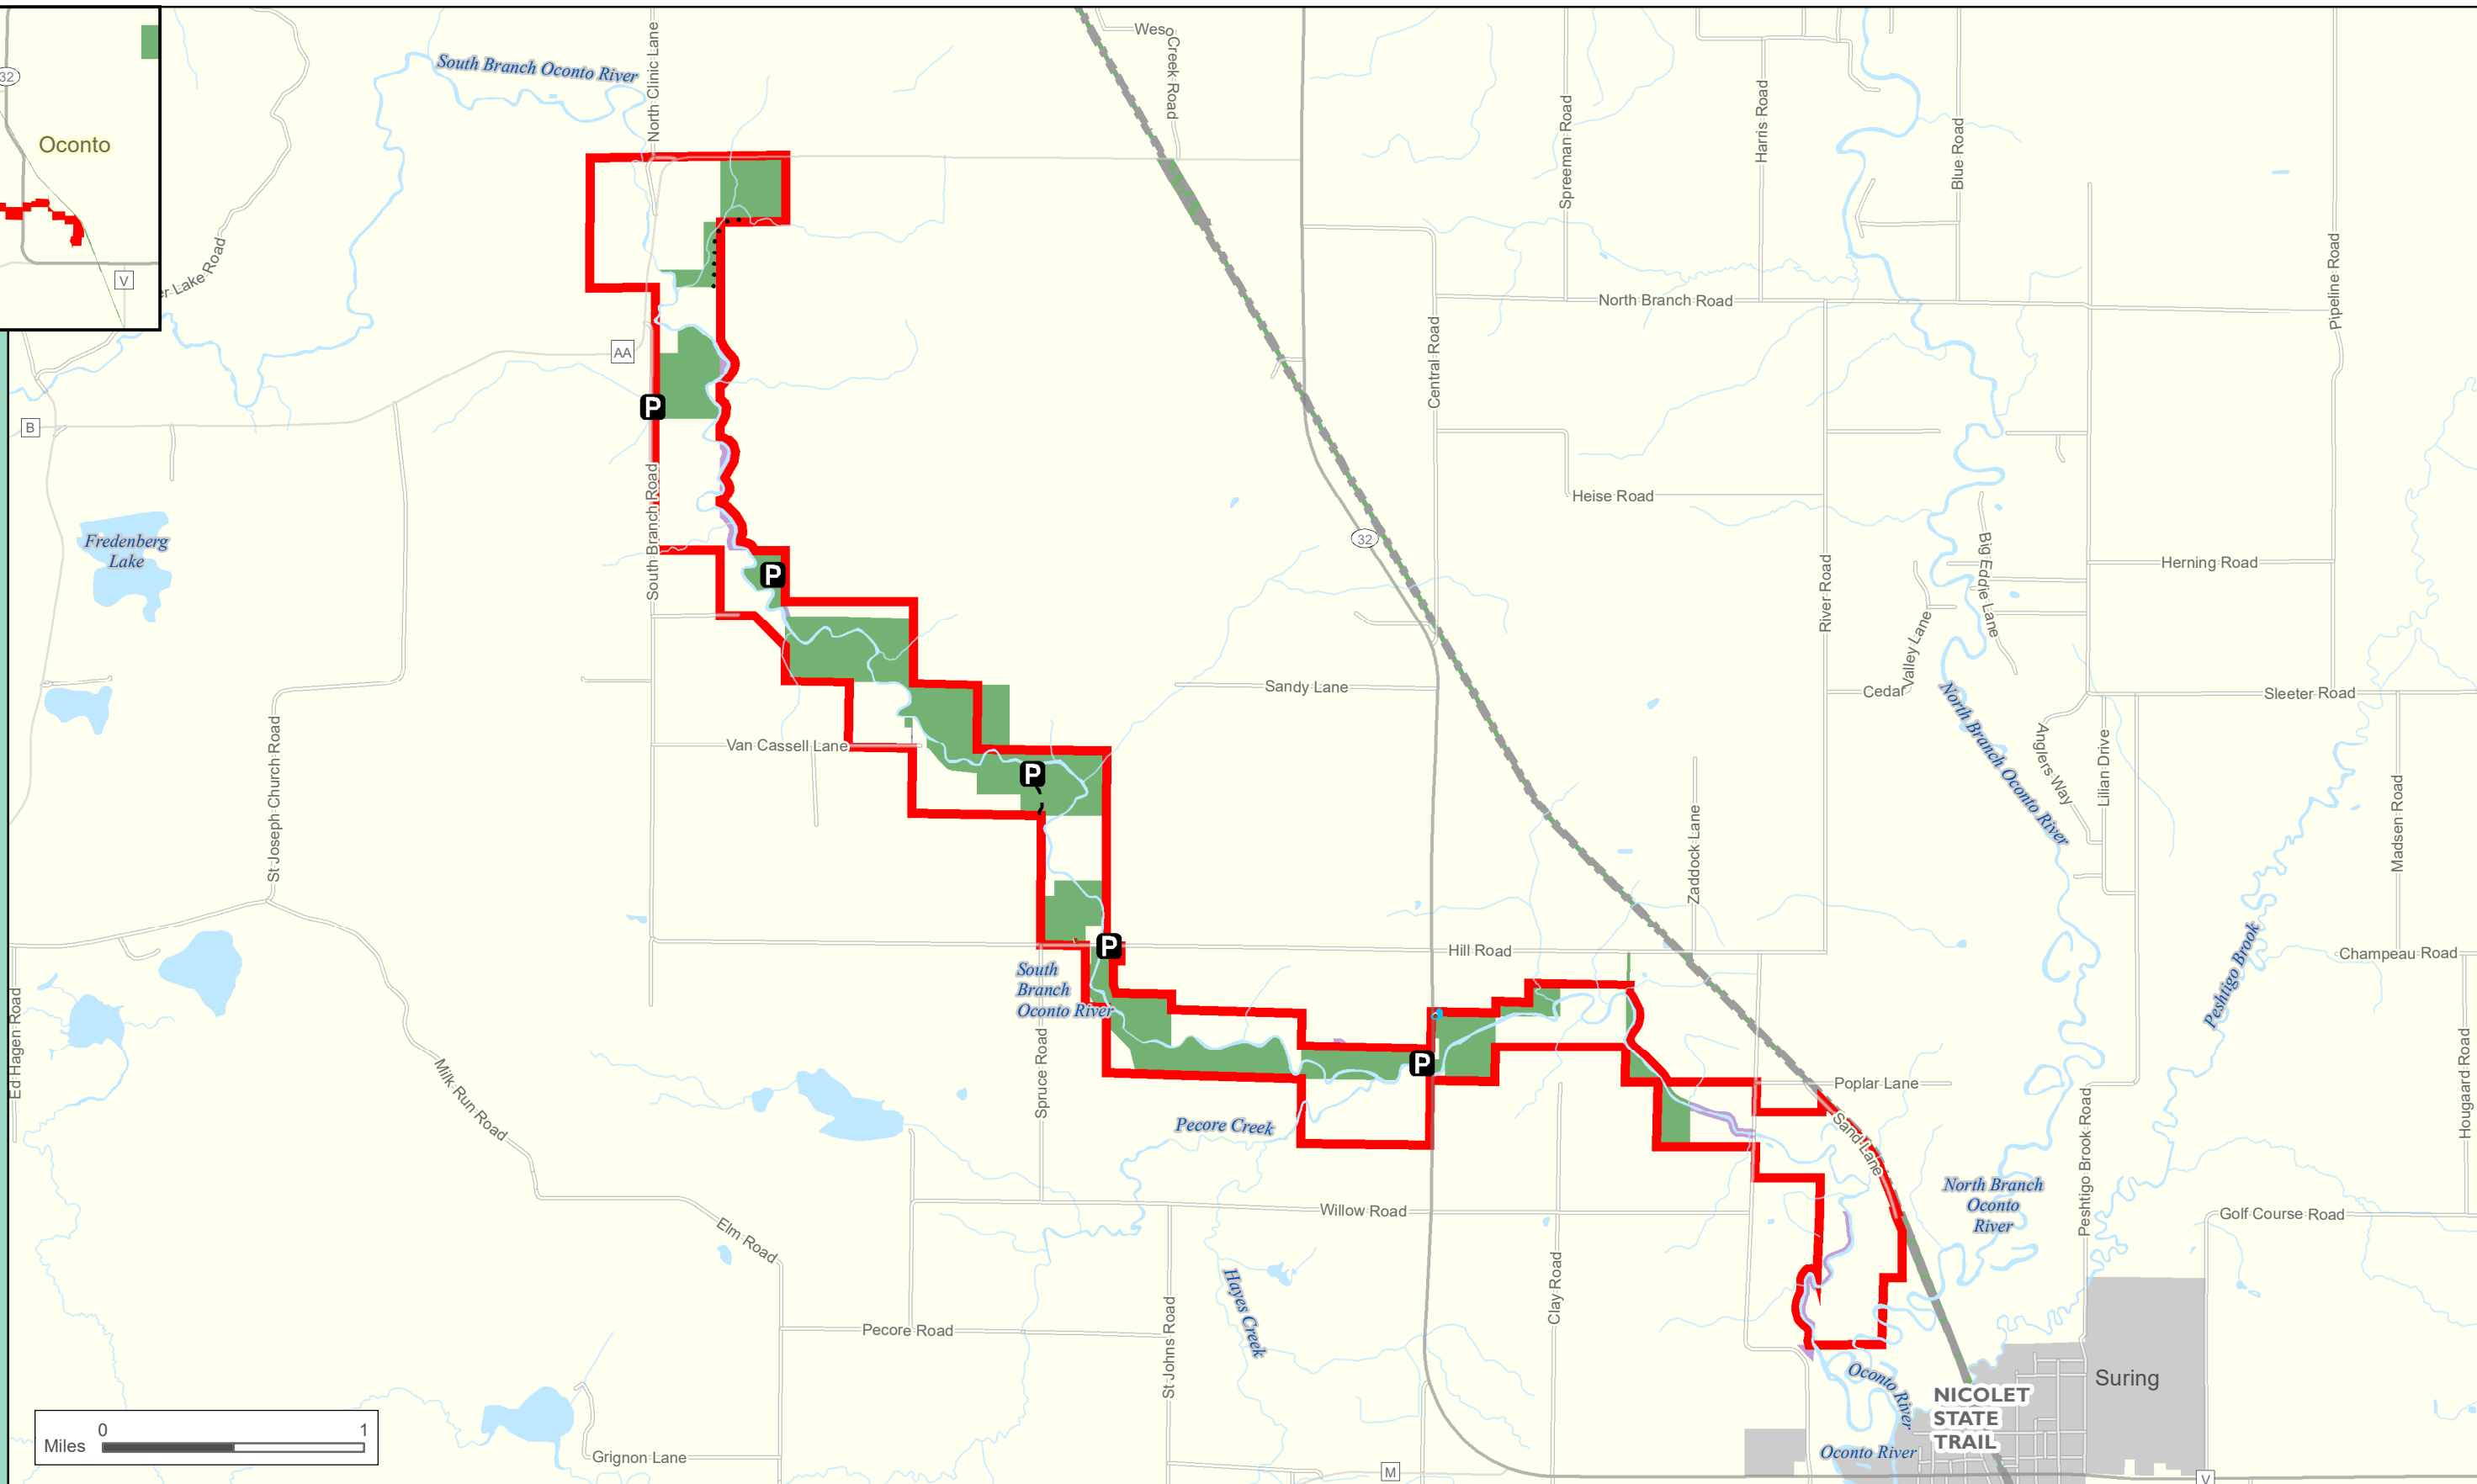 Weso Creek Road
South Branch Oconto River
North Clinic Lane
32
Oconto
V
er Lake Road
Spreeman Road
Harris Road
Blue Road
Pipeline Road
North Branch Road
AA
P
B
Central Road
Heise Road
South Branch Road
Fredenberg
Lake
32
P
River Road
Big Eddie Lane
Herning Road
Cedar Valley Lane
Sandy Lane
Sleeter Road
North Branch Oconto River
Van Cassell Lane
St Joseph Church Road
P
Anglers Way
Lilian Drive
Madsen Road
Zaddock Lane
P
Hill Road
Champeau Road
Peshtigo Brook
South
Branch
Oconto River
Ed Hagen Road
Milk Run Road
Spruce Road
P
Poplar Lane
Hougard Road
Pecore Creek
Sand Lane
Peshtigo Brook Road
North Branch
Oconto
River
Willow Road
Golf Course Road
Elm Road
Hayes Creek
Clay Road
Pecore Road
St Johns Road
Oconto River
Suring
NICOLET
STATE
TRAIL
Miles
0
1
Grignon Lane
Oconto River
M
V